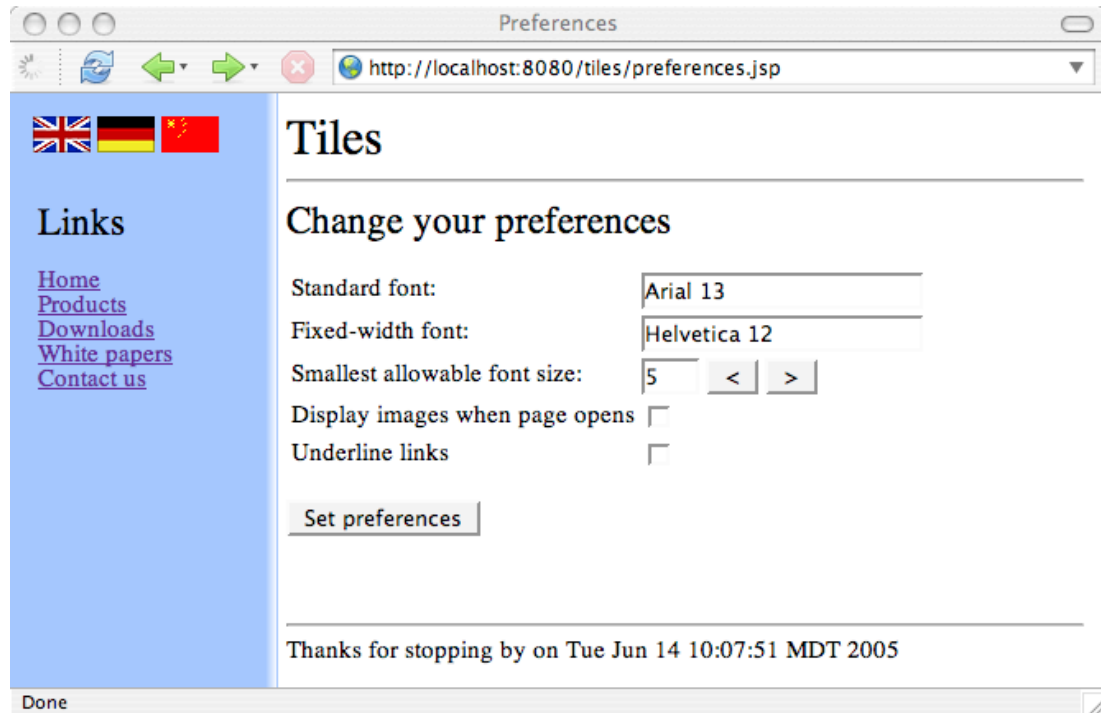 Preferences
http://localhost:8080/tiles/preferences.jsp
Links
Home
Products
Downloads
White papers
Contact us
Tiles
Change your preferences
Standard font: Arial 13
Fixed-width font: Helvetica 12
Smallest allowable font size: 5 < >
Display images when page opens
Underline links
Set preferences
Thanks for stopping by on Tue Jun 14 10:07:51 MDT 2005
Done